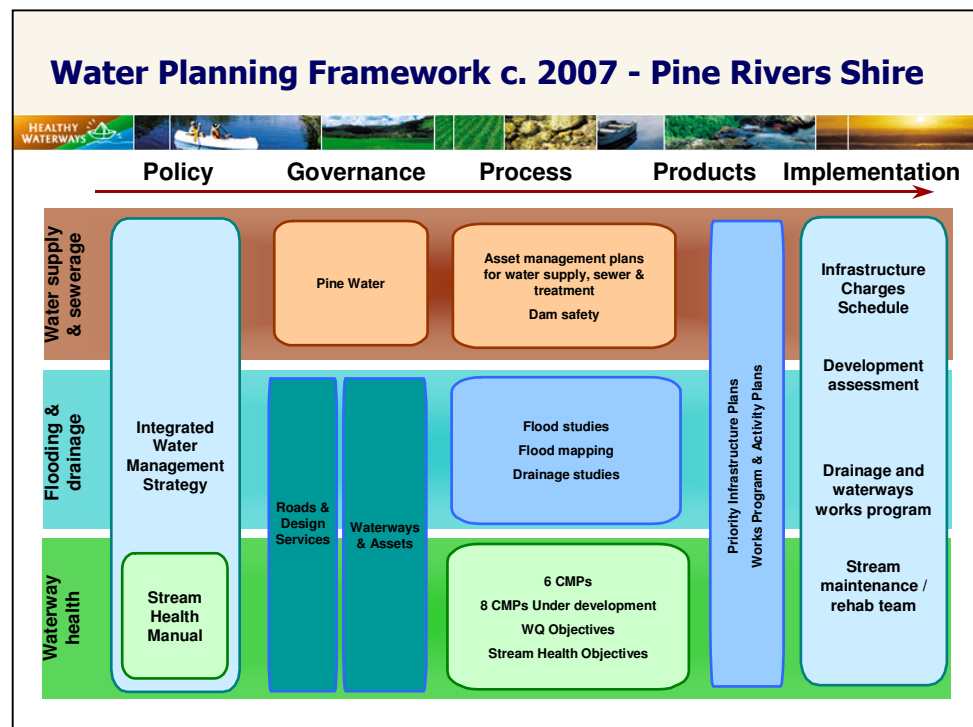 Water Planning Framework c. 2007 - Pine Rivers Shire
HEALTHY
WATERWAYS
Policy
Governance
Process
Products
Implementation
Water supply
& sewerage
Pine Water
Asset management plans
for water supply, sewer &
treatment
Dam safety
Infrastructure
Charges
Schedule
Development
assessment
Flooding &
drainage
Integrated
Water
Management
Strategy
Roads &
Design
Services
Waterways
& Assets
Flood studies
Flood mapping
Drainage studies
Priority Infrastructure Plans
Works Program & Activity Plans
Drainage and
waterways
works program
Waterway
health
Stream
Health
Manual
6 CMPs
8 CMPs Under development
WQ Objectives
Stream Health Objectives
Stream
maintenance /
rehab team